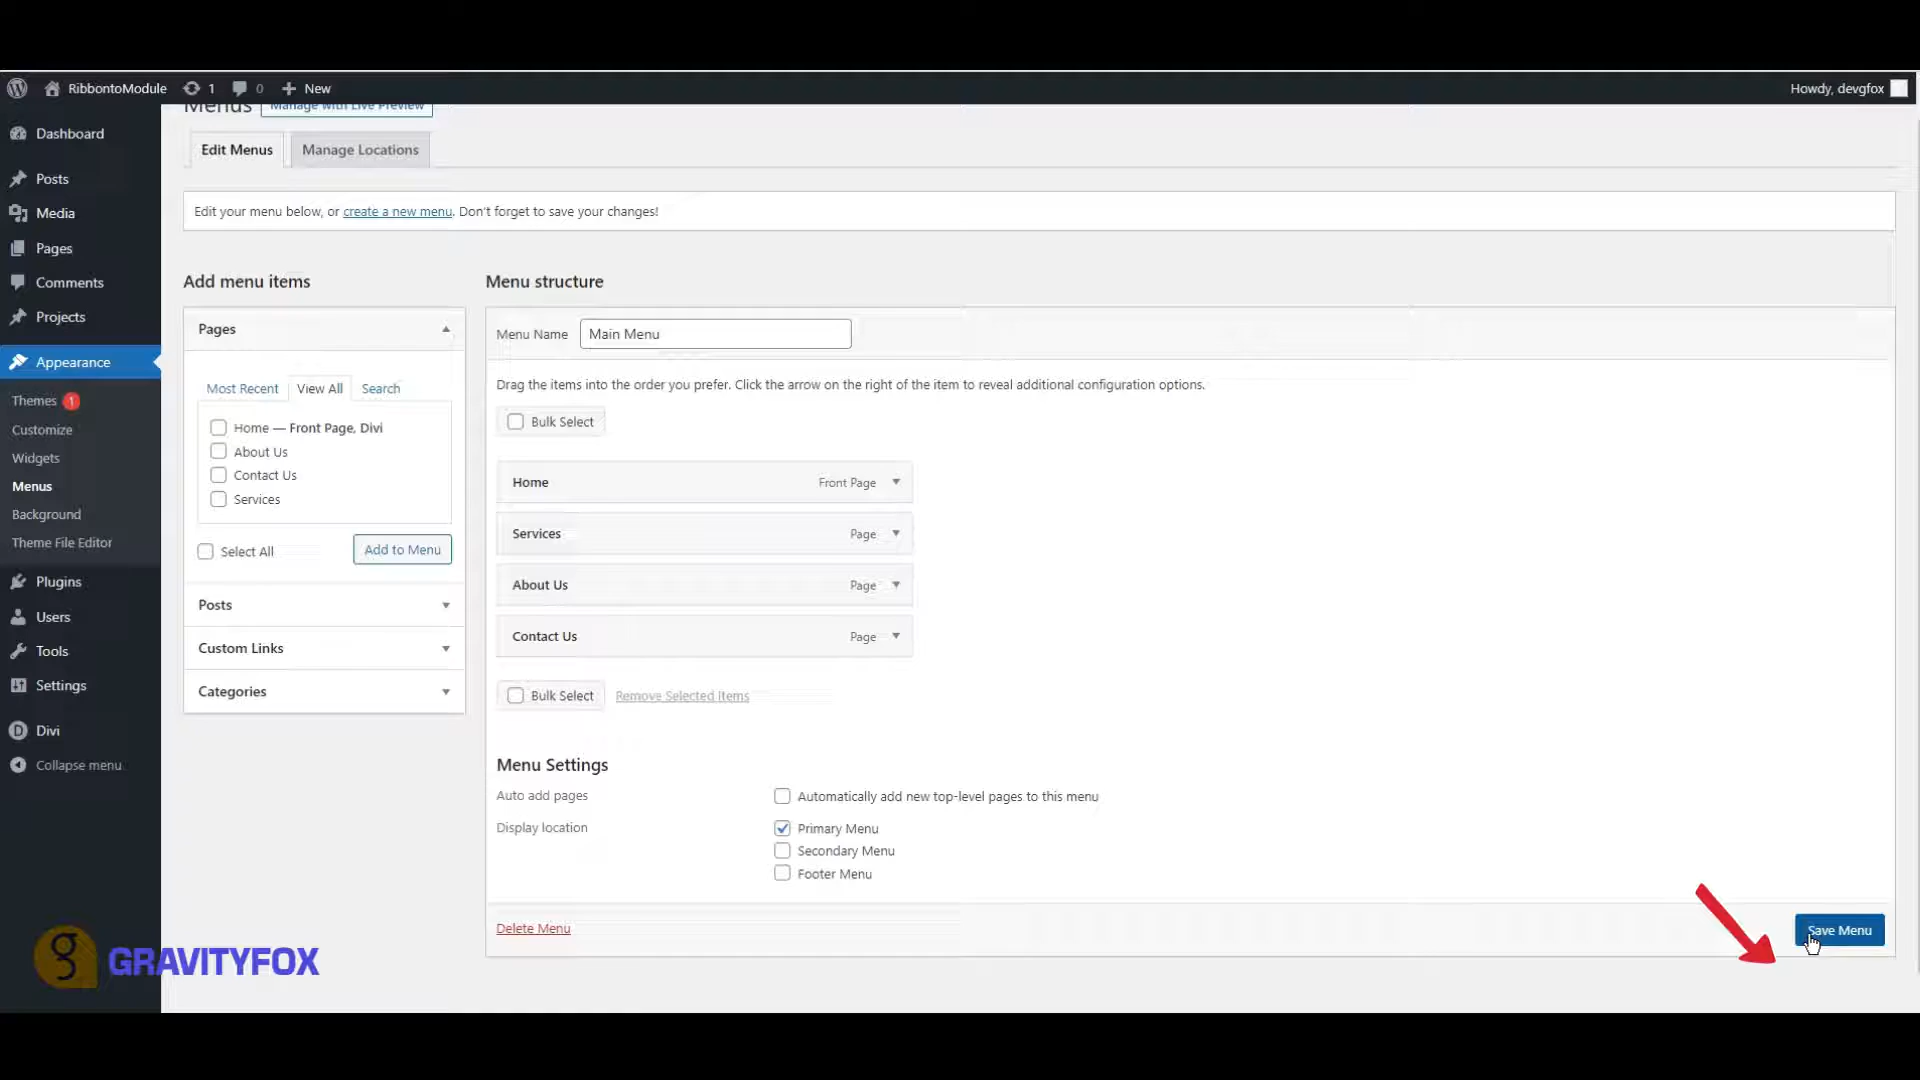 RibbontoModule 1 0 New Howdy, devgfox
Menus Manage with Live Preview
Dashboard
Posts
Media
Pages
Comments
Projects
Appearance
Themes 1
Customize
Widgets
Menus
Background
Theme File Editor
Plugins
Users
Tools
Settings
Divi
Collapse menu
Edit Menus Manage Locations
Edit your menu below, or create a new menu. Don't forget to save your changes!
Add menu items
Pages
Most Recent View All Search
Home — Front Page, Divi
About Us
Contact Us
Services
Select All Add to Menu
Posts
Custom Links
Categories
Menu structure
Menu Name Main Menu
Drag the items into the order you prefer. Click the arrow on the right of the item to reveal additional configuration options.
Bulk Select
Home Front Page
Services Page
About Us Page
Contact Us Page
Bulk Select Remove Selected Items
Menu Settings
Auto add pages Automatically add new top-level pages to this menu
Display location Primary Menu
Secondary Menu
Footer Menu
Delete Menu Save Menu
g GRAVITYFOX